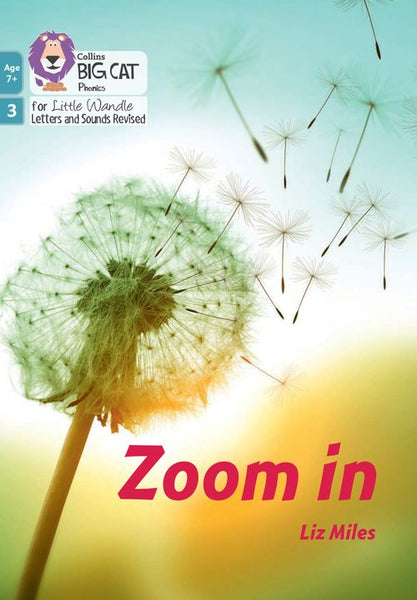 Age
7+
3
Collins
BIG CAT
Phonics
for Little Wandle
Letters and Sounds Revised
Zoom in
Liz Miles